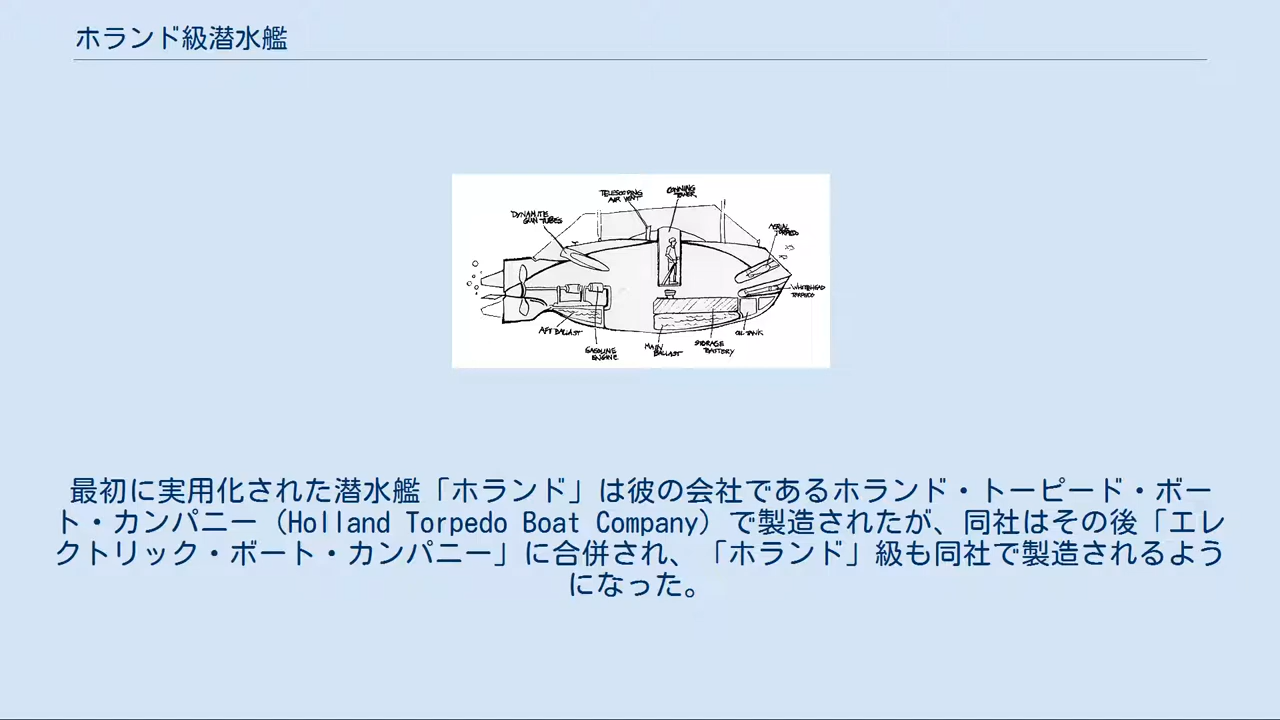 ホランド級潜水艦
TELESCOPING
AIR VENT
CONNING
TOWER
DYNAMITE
GUN TUBES
AERIAL
TORPEDO
WHITEHEAD
TORPEDO
AFT BALLAST
OIL TANK
GASOLINE
ENGINE
MAIN
BALLAST
STORAGE
BATTERY
最初に実用化された潜水艦「ホランド」は彼の会社であるホランド・トーピード・ボー
ト・カンパニー（Holland Torpedo Boat Company）で製造されたが、同社はその後「エレ
クトリック・ボート・カンパニー」に合併され、「ホランド」級も同社で製造されるよう
になった。